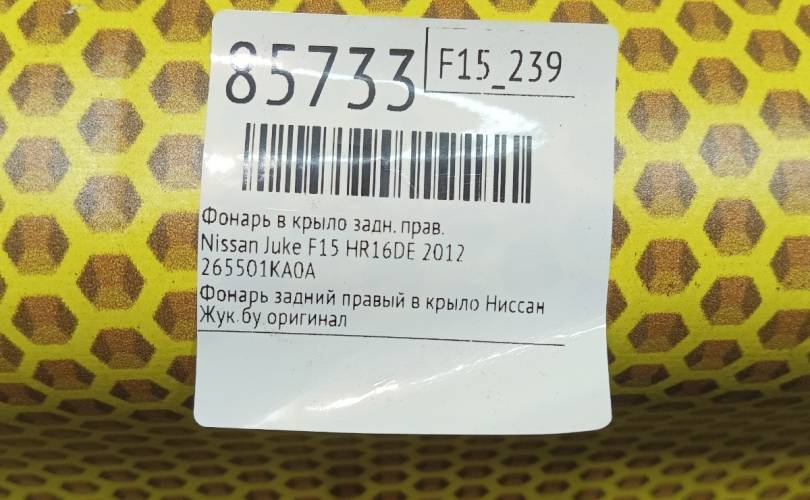 85733
F15_239
Фонарь в крыло задн. прав.
Nissan Juke F15 HR16DE 2012
265501KA0A
Фонарь задний правый в крыло Ниссан
Жук.бу.оригинал